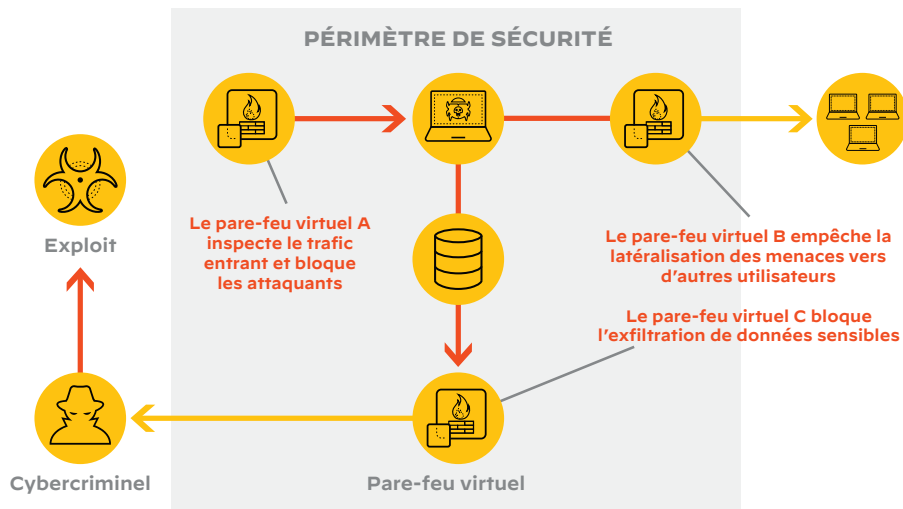 PÉRIMÈTRE DE SÉCURITÉ
Exploit
Le pare-feu virtuel A
inspecte le trafic
entrant et bloque
les attaquants
Le pare-feu virtuel B empêche la
latéralisation des menaces vers
d’autres utilisateurs
Le pare-feu virtuel C bloque
l’exfiltration de données sensibles
Cybercriminel
Pare-feu virtuel